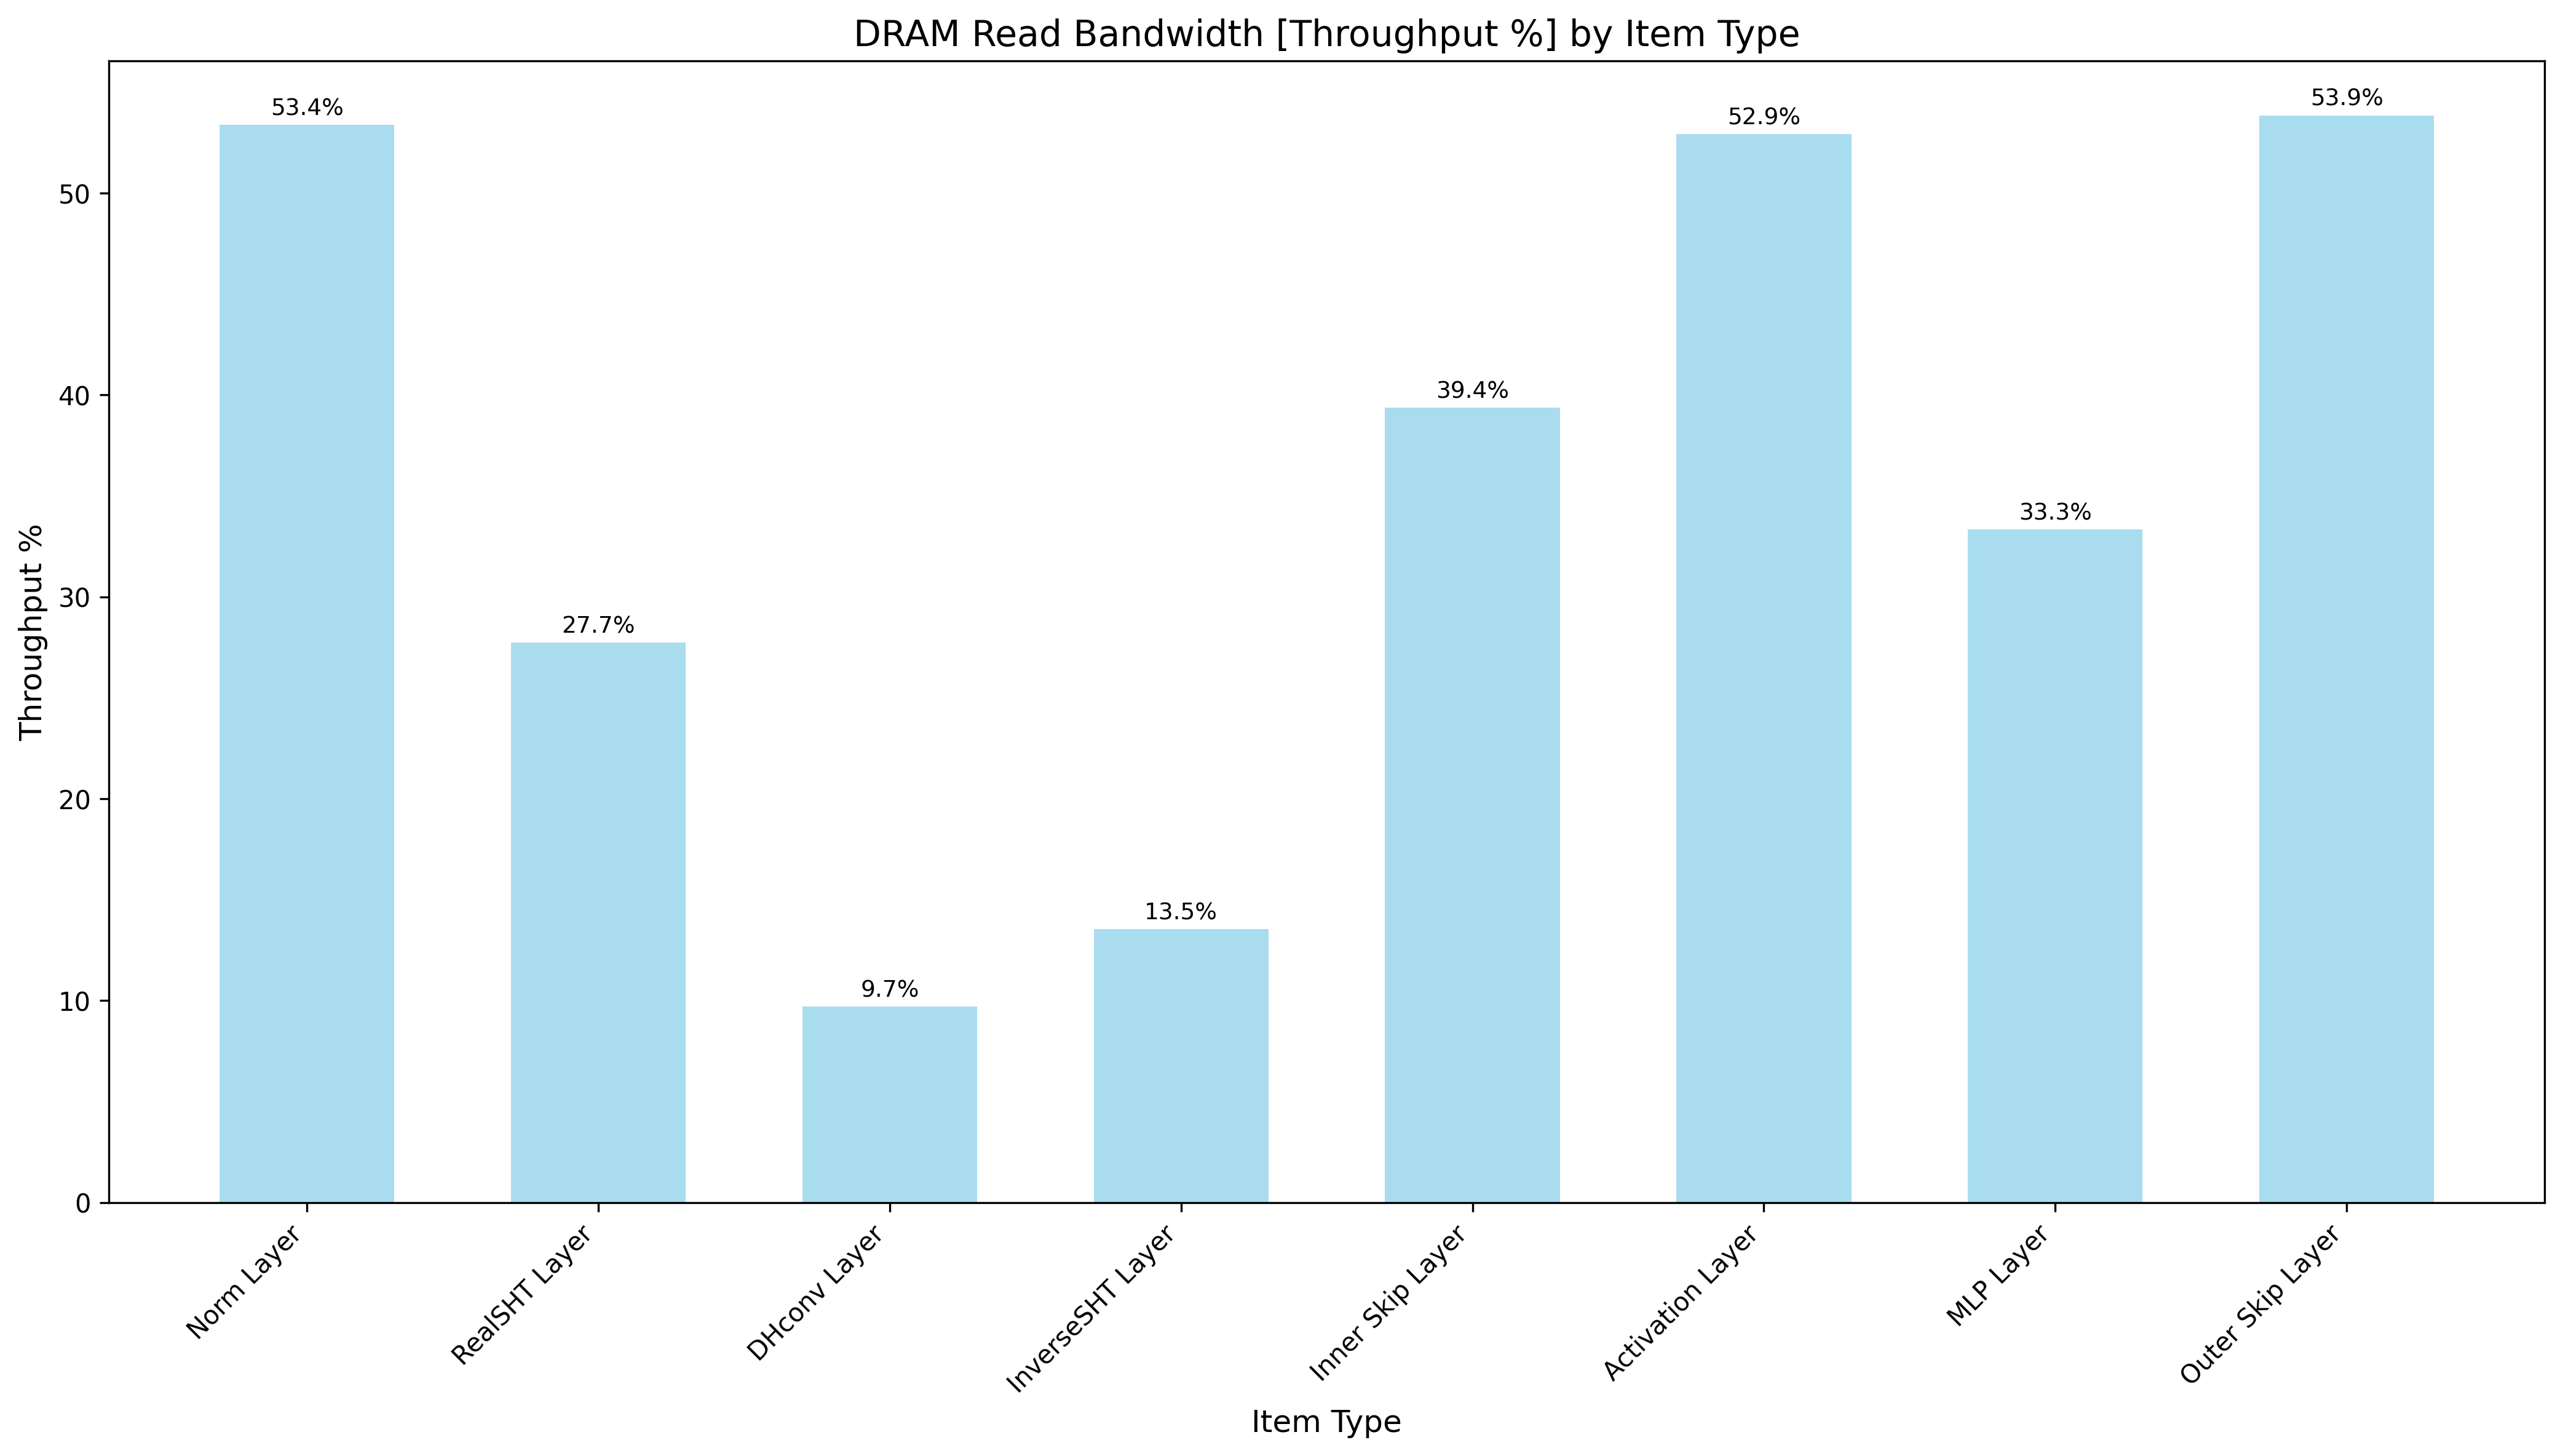 DRAM Read Bandwidth [Throughput %] by Item Type
Throughput %
50
40
30
20
10
0
53.4%
27.7%
9.7%
13.5%
39.4%
52.9%
33.3%
53.9%
Norm Layer
RealSHT Layer
DHconv Layer
InverseSHT Layer
Inner Skip Layer
Activation Layer
MLP Layer
Outer Skip Layer
Item Type